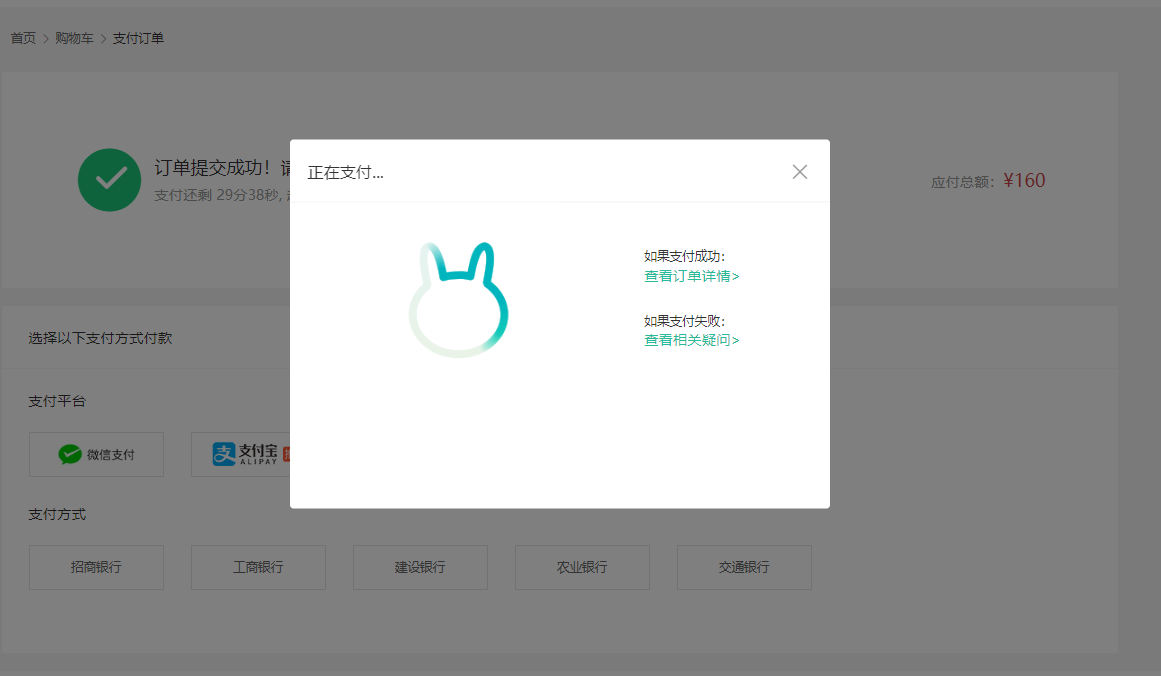 首页 > 购物车 > 支付订单
订单提交成功！请
支付还剩 29分38秒,
应付总额：¥160
正在支付...
如果支付成功：
查看订单详情>
如果支付失败：
查看相关疑问>
选择以下支付方式付款
支付平台
微信支付
支付宝
ALIPAY
支付方式
招商银行
工商银行
建设银行
农业银行
交通银行